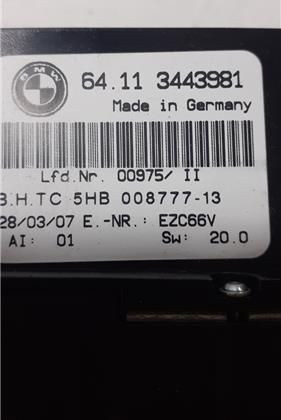 BMW
64.11 3443981
Made in Germany
Lfd.Nr. 00975/ II
B.H.TC 5HB 008777-13
28/03/07 E.-NR.: EZC66V
AI: 01 SW: 20.0